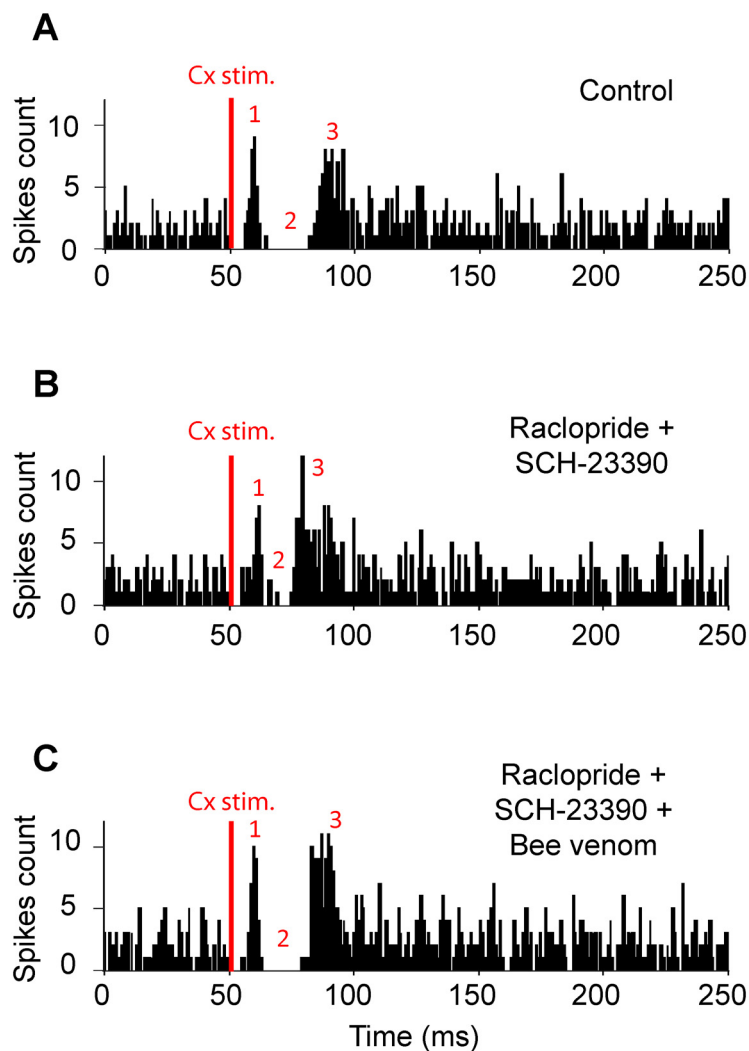 A
Cx stim.
Control
1
3
2
Spikes count
10
5
0
0 50 100 150 200 250
B
Cx stim.
Raclopride +
SCH-23390
1
3
2
Spikes count
10
5
0
0 50 100 150 200 250
C
Cx stim.
Raclopride +
SCH-23390 +
Bee venom
1
3
2
Spikes count
10
5
0
0 50 100 150 200 250
Time (ms)